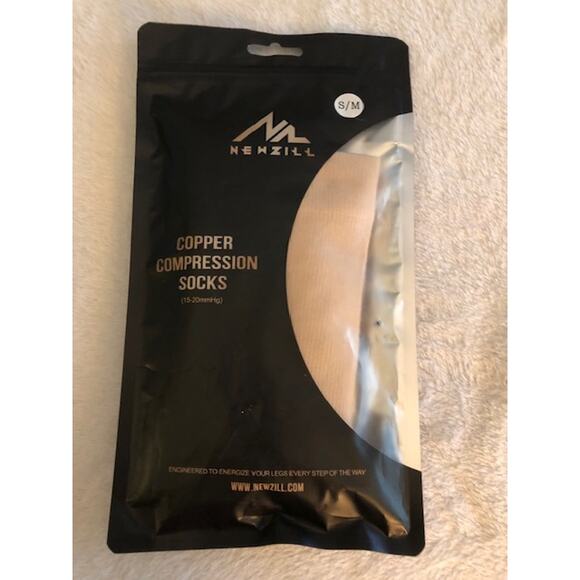 S/M
NEWZILL
COPPER
COMPRESSION
SOCKS
(15-20mmHg)
ENGINEERED TO ENERGIZE YOUR LEGS EVERY STEP OF THE WAY
WWW.NEWZILL.COM